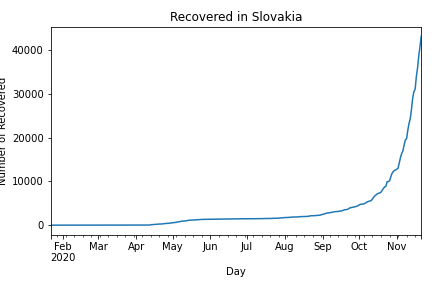 Recovered in Slovakia
Number of Recovered
40000
30000
20000
10000
0
Feb Mar Apr May Jun Jul Aug Sep Oct Nov
2020
Day